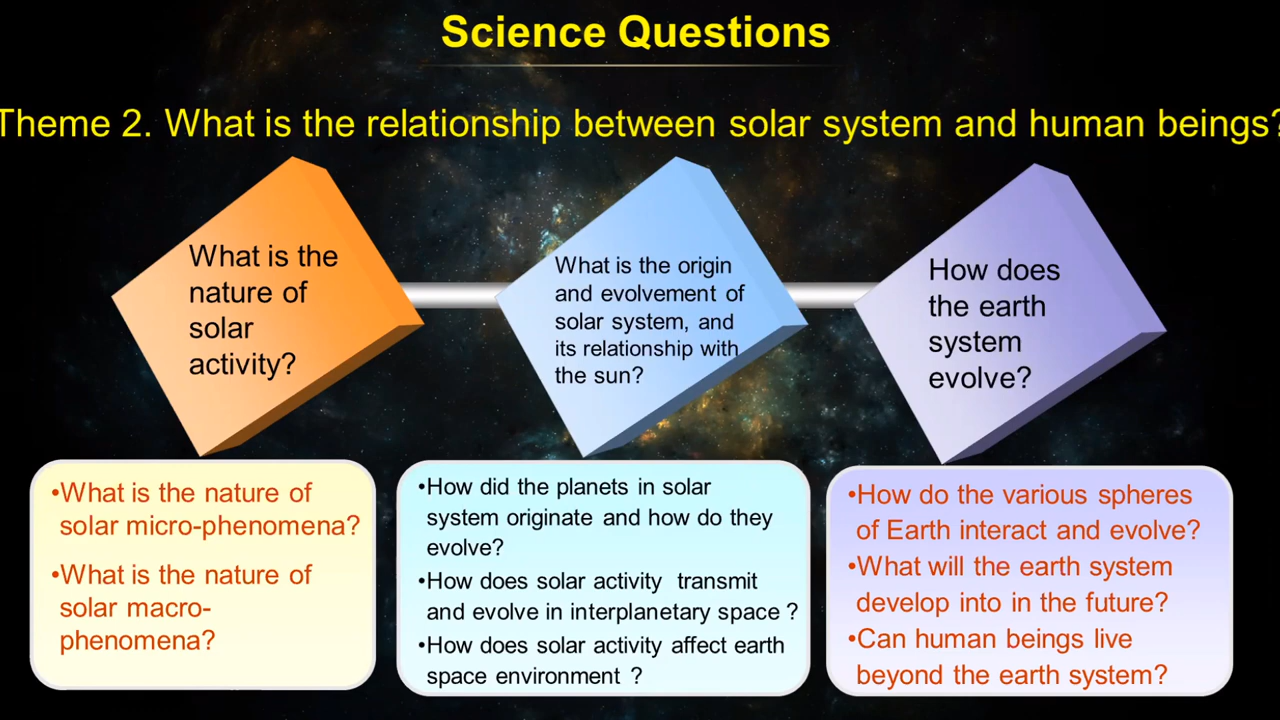 Science Questions
Theme 2. What is the relationship between solar system and human beings?
What is the
nature of
solar
activity?
What is the origin
and evolvement of
solar system, and
its relationship with
the sun?
How does
the earth
system
evolve?
•What is the nature of
solar micro-phenomena?
•What is the nature of
solar macro-
phenomena?
•How did the planets in solar
system originate and how do they
evolve?
•How does solar activity  transmit
and evolve in interplanetary space ?
•How does solar activity affect earth
space environment  ?
•How do the various spheres
of Earth interact and evolve?
•What will the earth system
develop into in the future?
•Can human beings live
beyond the earth system?